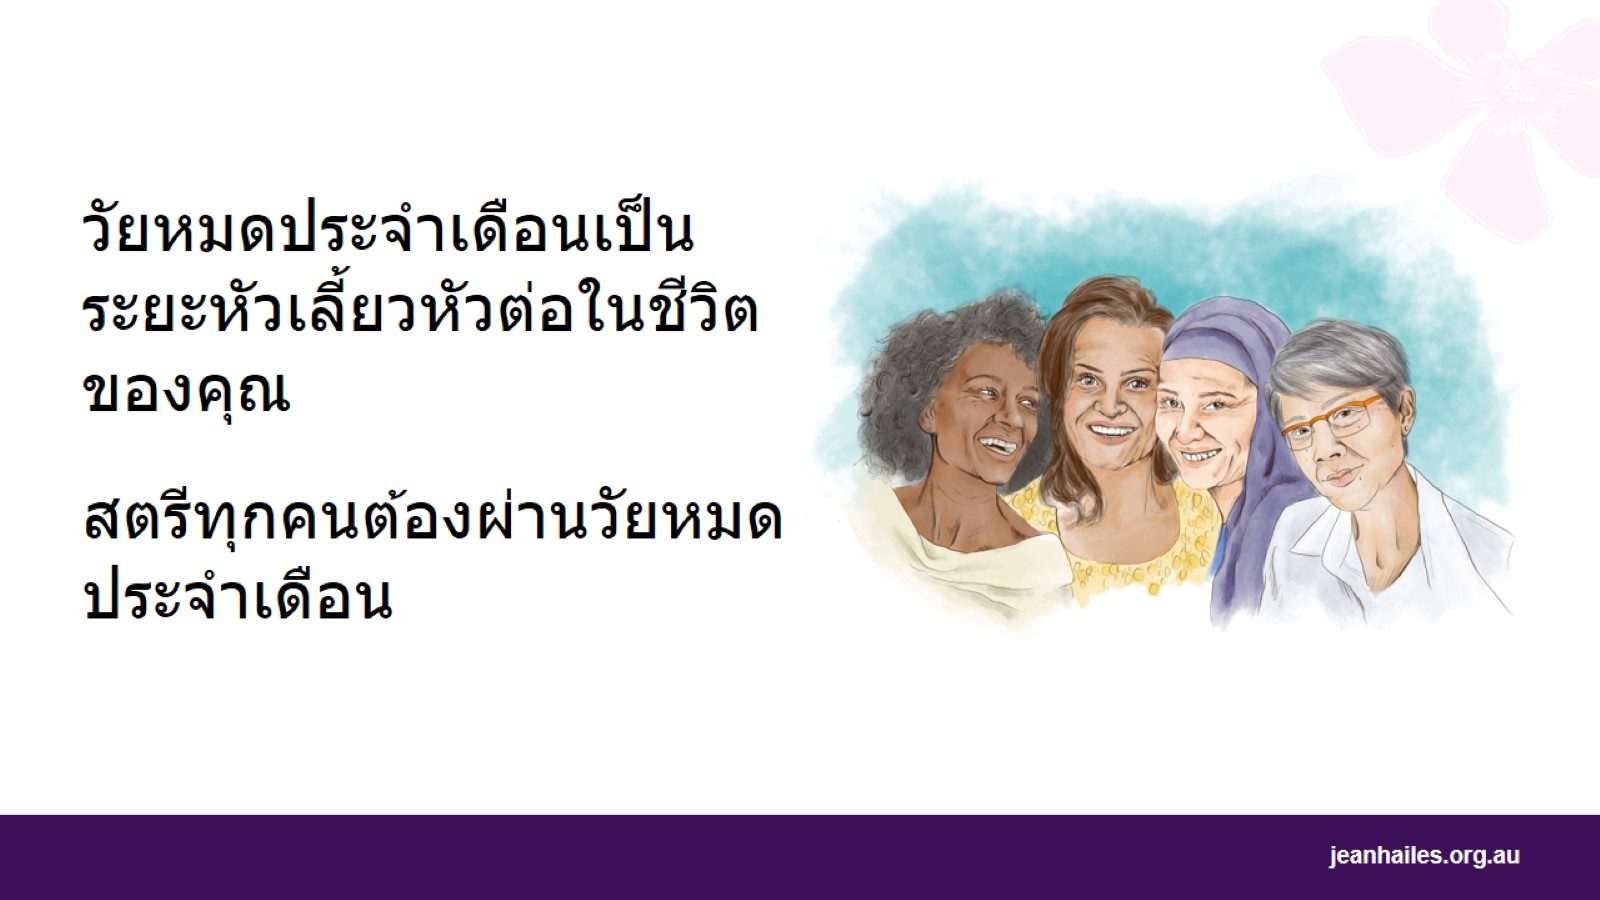 วัยหมดประจำเดือนเป็น
ระยะหัวเลี้ยวหัวต่อในชีวิต
ของคุณ
สตรีทุกคนต้องผ่านวัยหมด
ประจำเดือน
jeanhailes.org.au